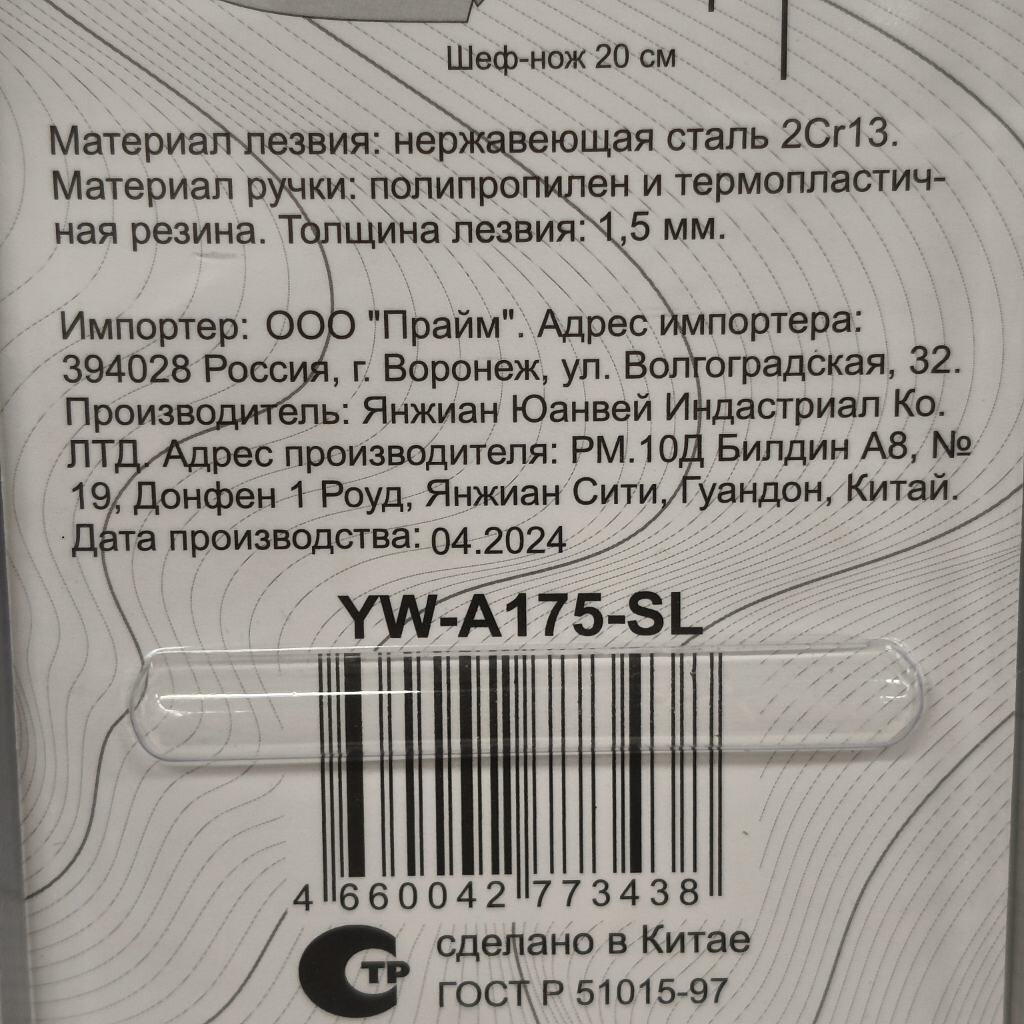 Шеф-нож 20 см
Материал лезвия: нержавеющая сталь 2Cr13.
Материал ручки: полипропилен и термопластич-
ная резина. Толщина лезвия: 1,5 мм.
Импортер: ООО "Прайм". Адрес импортера:
394028 Россия, г. Воронеж, ул. Волгоградская, 32.
Производитель: Янжиан Юанвей Индастриал Ко.
ЛТД. Адрес производителя: РМ.10Д Билдин А8, №
19, Донфен 1 Роуд, Янжиан Сити, Гуандон, Китай.
Дата производства: 04.2024
YW-A175-SL
4 660042 773438
ТР
сделано в Китае
ГОСТ Р 51015-97